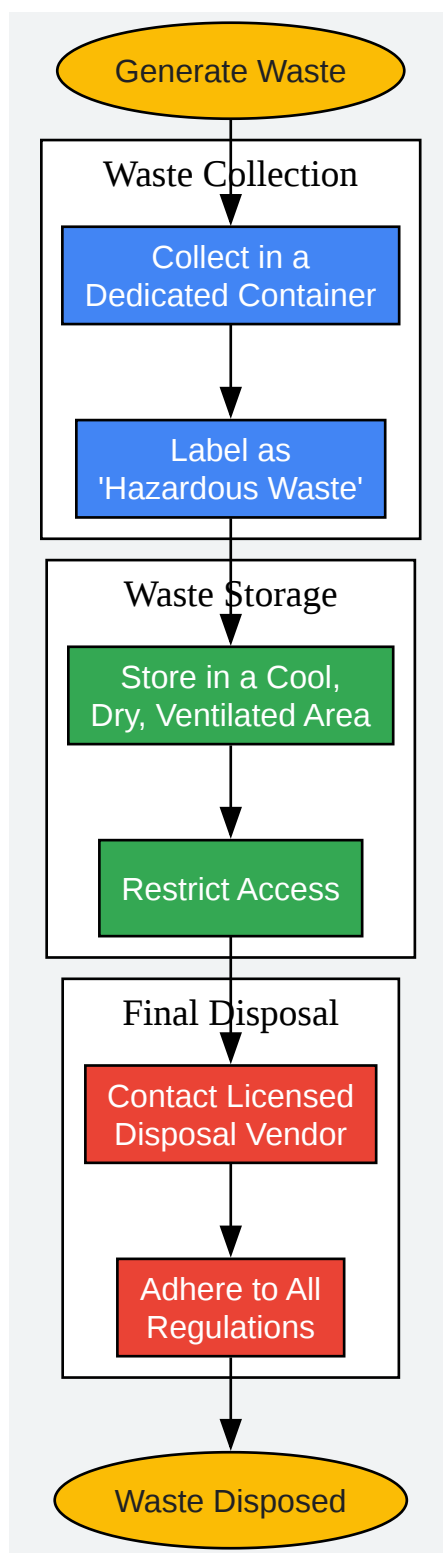 Generate Waste
Waste Collection
Collect in a
Dedicated Container
Label as
'Hazardous Waste'
Waste Storage
Store in a Cool,
Dry, Ventilated Area
Restrict Access
Final Disposal
Contact Licensed
Disposal Vendor
Adhere to All
Regulations
Waste Disposed